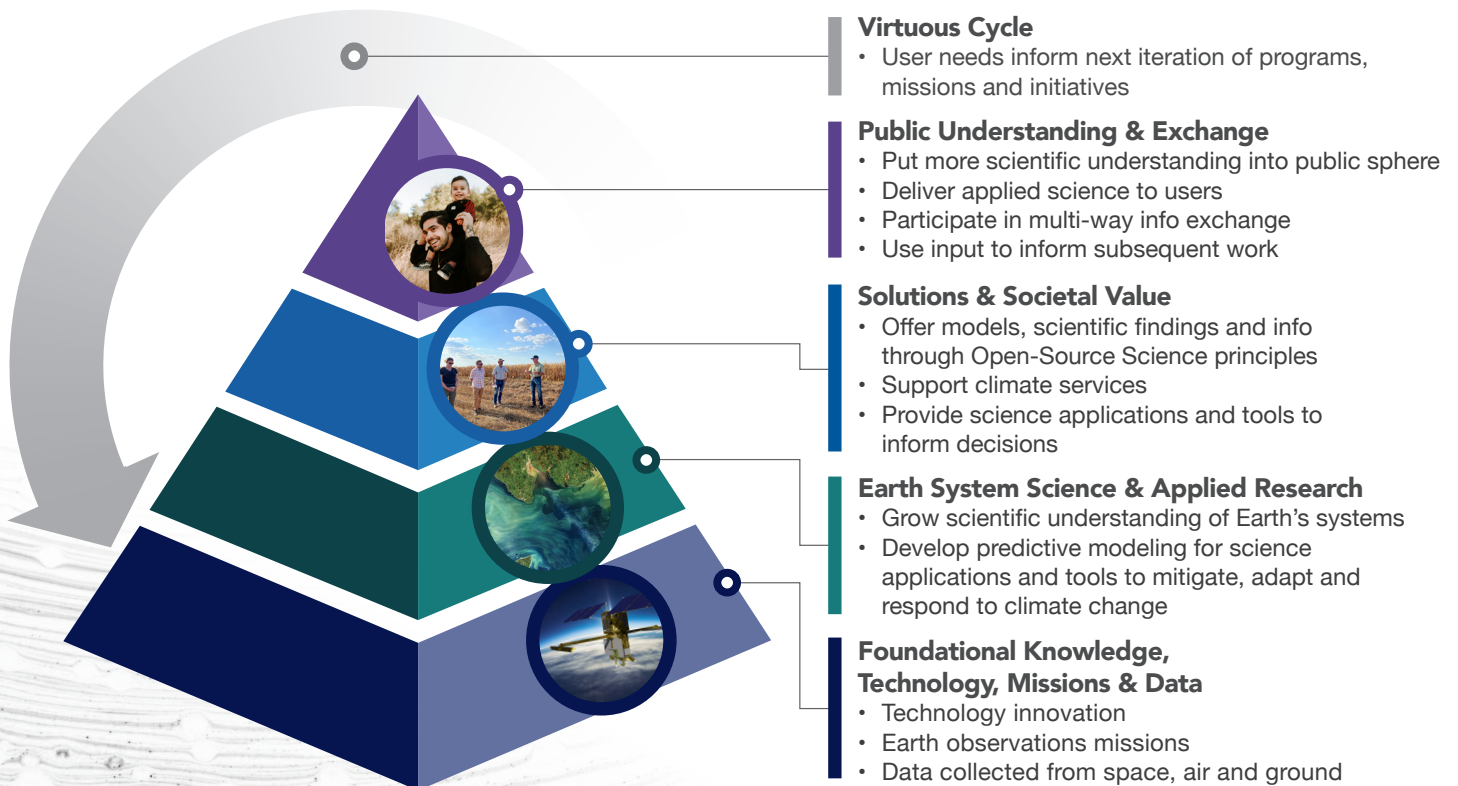 Virtuous Cycle
• User needs inform next iteration of programs,
missions and initiatives
Public Understanding & Exchange
• Put more scientific understanding into public sphere
• Deliver applied science to users
• Participate in multi-way info exchange
• Use input to inform subsequent work
Solutions & Societal Value
• Offer models, scientific findings and info
through Open-Source Science principles
• Support climate services
• Provide science applications and tools to
inform decisions
Earth System Science & Applied Research
• Grow scientific understanding of Earth’s systems
• Develop predictive modeling for science
applications and tools to mitigate, adapt and
respond to climate change
Foundational Knowledge,
Technology, Missions & Data
• Technology innovation
• Earth observations missions
• Data collected from space, air and ground